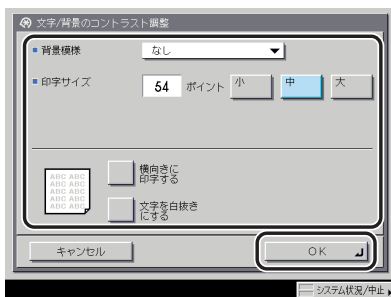 文字/背景のコントラスト調整
背景模様 なし
印字サイズ 54 ポイント 小 中 大
ABC ABC
ABC ABC
ABC ABC
ABC ABC
横向きに
印字する
文字を白抜き
にする
キャンセル OK
システム状況/中止